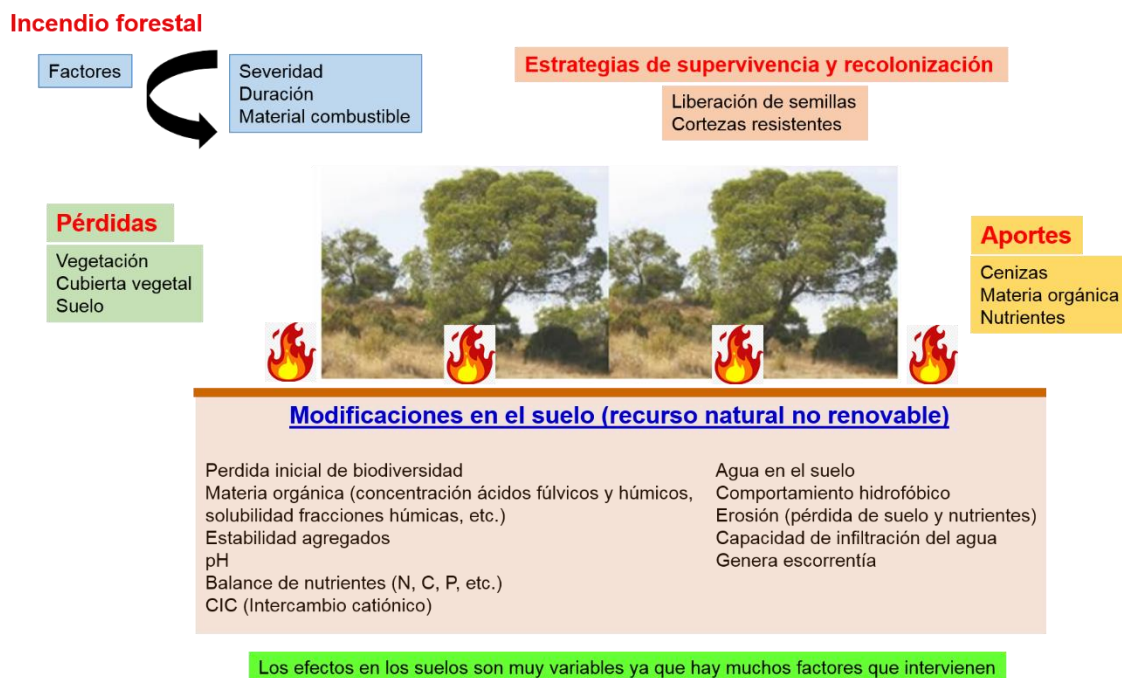 Incendio forestal
Factores
Severidad
Duración
Material combustible
Estrategias de supervivencia y recolonización
Liberación de semillas
Cortezas resistentes
Pérdidas
Vegetación
Cubierta vegetal
Suelo
Aportes
Cenizas
Materia orgánica
Nutrientes
Modificaciones en el suelo (recurso natural no renovable)
Perdida inicial de biodiversidad
Materia orgánica (concentración ácidos fúlvicos y húmicos,
solubilidad fracciones húmicas, etc.)
Estabilidad agregados
pH
Balance de nutrientes (N, C, P, etc.)
CIC (Intercambio catiónico)
Agua en el suelo
Comportamiento hidrofóbico
Erosión (pérdida de suelo y nutrientes)
Capacidad de infiltración del agua
Genera escorrentía
Los efectos en los suelos son muy variables ya que hay muchos factores que intervienen